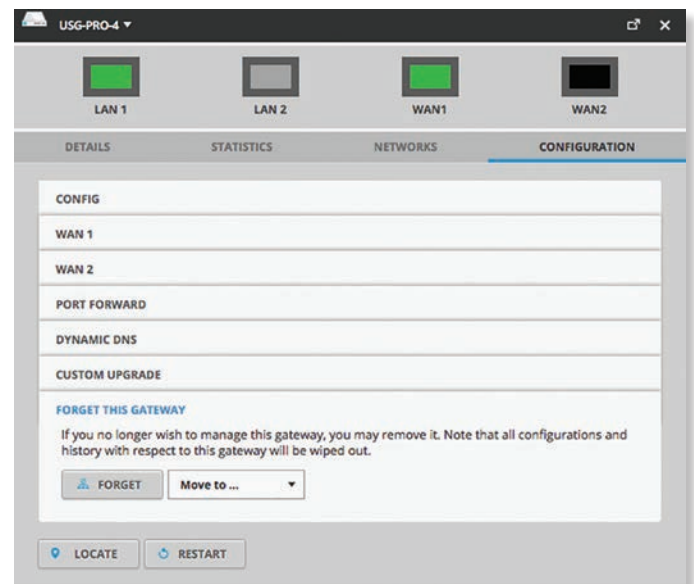 USG-PRO-4
LAN 1 LAN 2 WAN1 WAN2
DETAILS STATISTICS NETWORKS CONFIGURATION
CONFIG
WAN 1
WAN 2
PORT FORWARD
DYNAMIC DNS
CUSTOM UPGRADE
FORGET THIS GATEWAY
If you no longer wish to manage this gateway, you may remove it. Note that all configurations and
history with respect to this gateway will be wiped out.
FORGET Move to ...
LOCATE RESTART